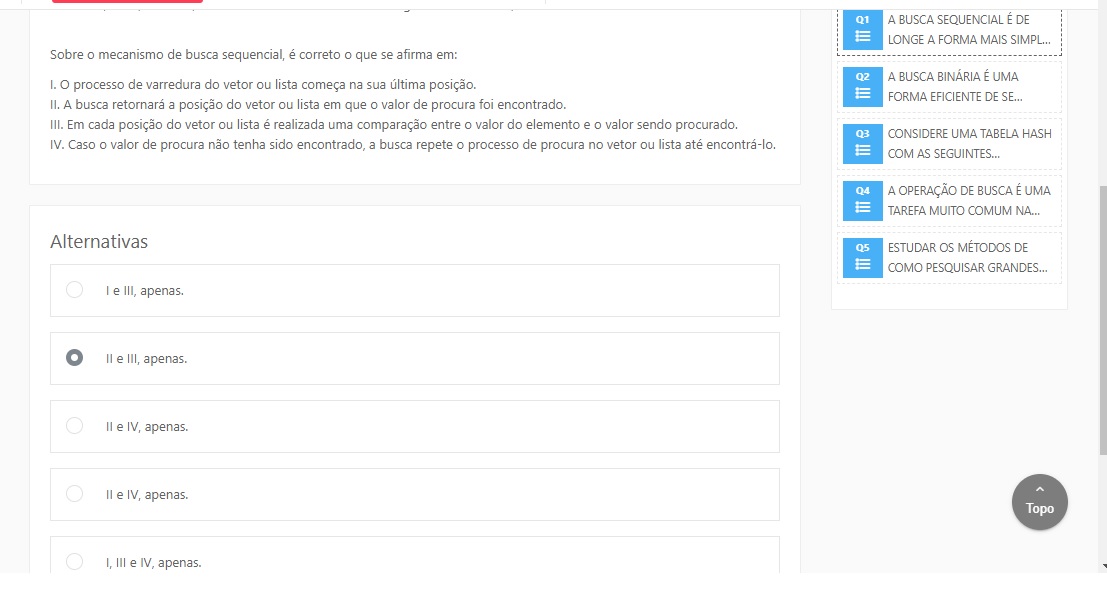 Sobre o mecanismo de busca sequencial, é correto o que se afirma em:
I. O processo de varredura do vetor ou lista começa na sua última posição.
II. A busca retornará a posição do vetor ou lista em que o valor de procura foi encontrado.
III. Em cada posição do vetor ou lista é realizada uma comparação entre o valor do elemento e o valor sendo procurado.
IV. Caso o valor de procura não tenha sido encontrado, a busca repete o processo de procura no vetor ou lista até encontrá-lo.
Alternativas
I e III, apenas.
II e III, apenas.
II e IV, apenas.
II e IV, apenas.
I, III e IV, apenas.
Q1
A BUSCA SEQUENCIAL É DE
LONGE A FORMA MAIS SIMPL...
Q2
A BUSCA BINÁRIA É UMA
FORMA EFICIENTE DE SE...
Q3
CONSIDERE UMA TABELA HASH
COM AS SEGUINTES...
Q4
A OPERAÇÃO DE BUSCA É UMA
TAREFA MUITO COMUM NA...
Q5
ESTUDAR OS MÉTODOS DE
COMO PESQUISAR GRANDES...
Topo